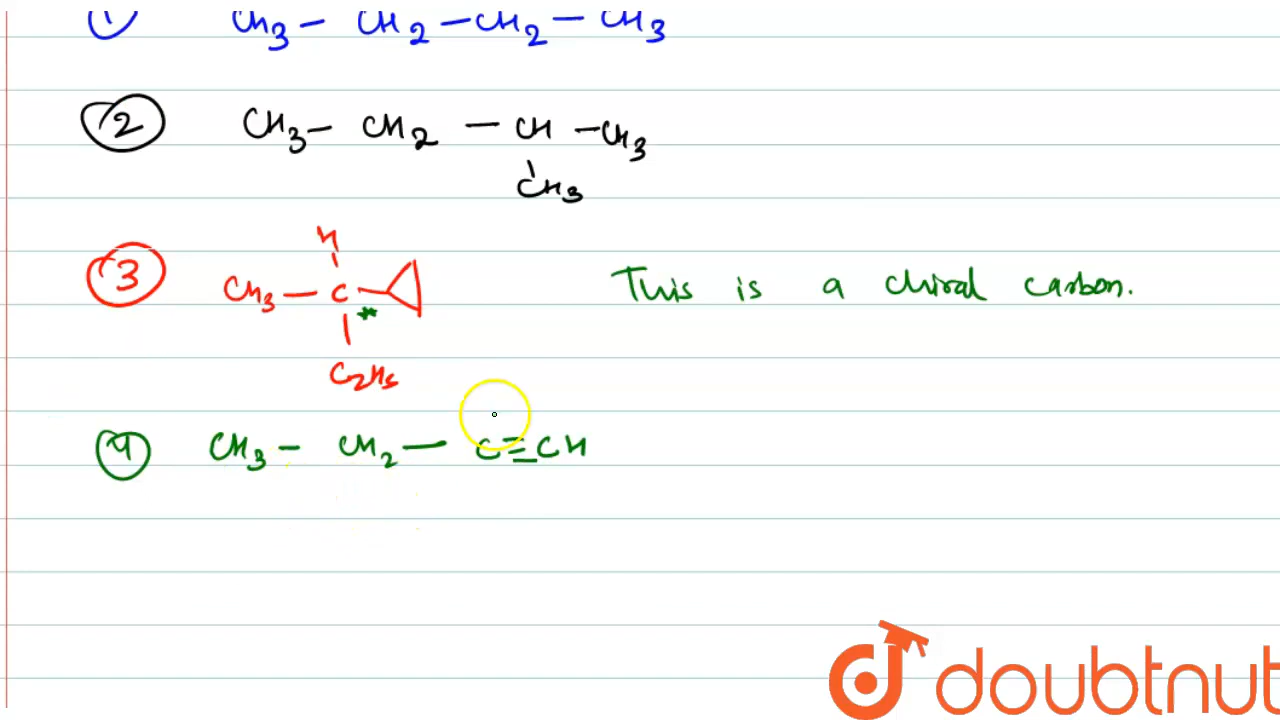 1 CH3 - CH2 - CH2 - CH3
2 CH3 - CH2 - CH - CH3
CH3
H
3 CH3 - C This is a chiral carbon.
*
C2H5
4 CH3 - CH2 - C≡CH
doubtnut